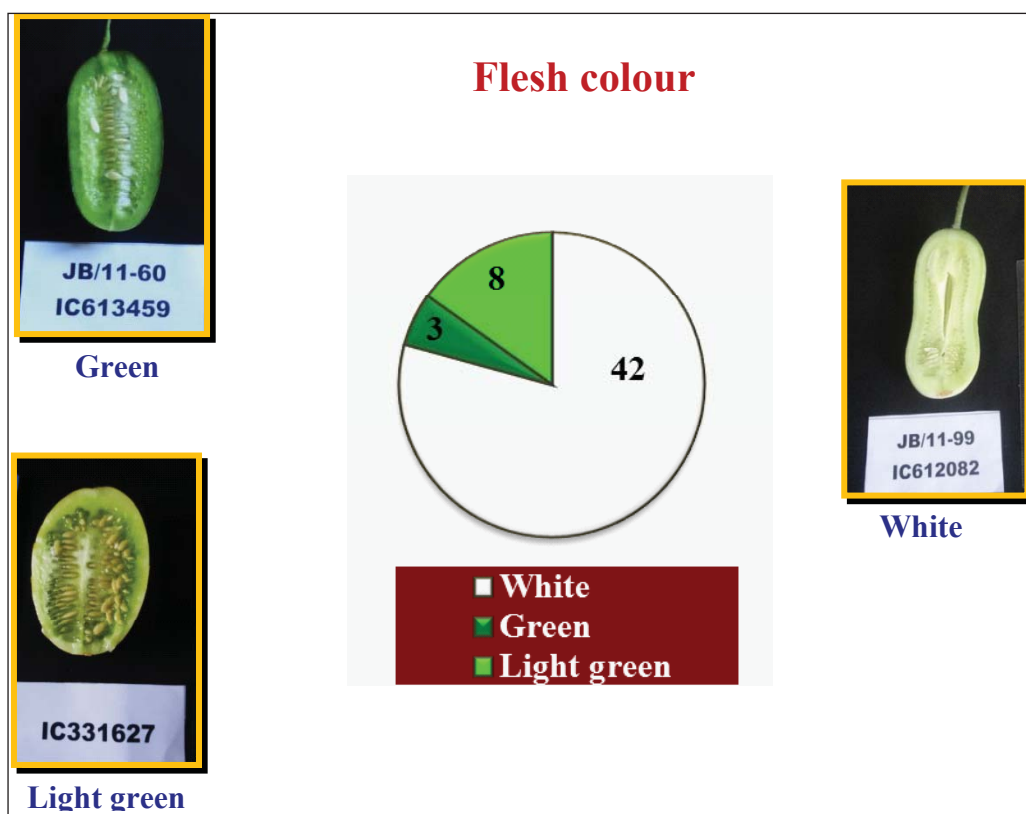 Flesh colour
JB/11-60
IC613459
Green
8
3
42
JB/11-99
IC612082
White
White
Green
Light green
IC331627
Light green